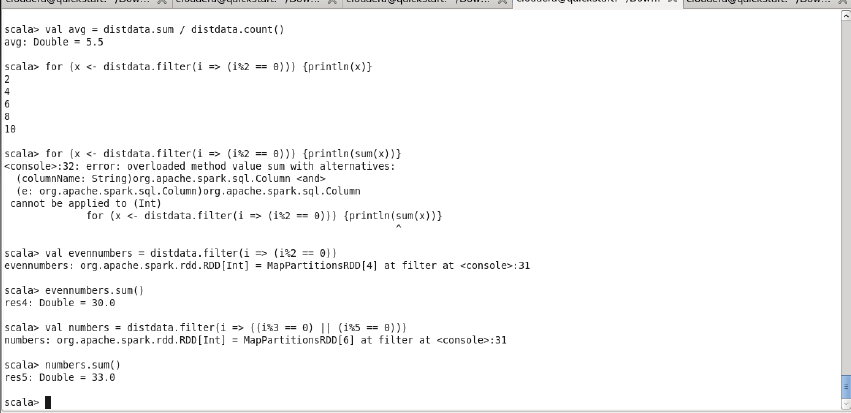 scala> val avg = distdata.sum / distdata.count()
avg: Double = 5.5
scala> for (x <- distdata.filter(i => (i%2 == 0))) {println(x)}
2
4
6
8
10
scala> for (x <- distdata.filter(i => (i%2 == 0))) {println(sum(x))}
<console>:32: error: overloaded method value sum with alternatives:
  (columnName: String)org.apache.spark.sql.Column <and>
  (e: org.apache.spark.sql.Column)org.apache.spark.sql.Column
 cannot be applied to (Int)
              for (x <- distdata.filter(i => (i%2 == 0))) {println(sum(x))}
                                                                   ^
scala> val evennumbers = distdata.filter(i => (i%2 == 0))
evennumbers: org.apache.spark.rdd.RDD[Int] = MapPartitionsRDD[4] at filter at <console>:31
scala> evennumbers.sum()
res4: Double = 30.0
scala> val numbers = distdata.filter(i => ((i%3 == 0) || (i%5 == 0)))
numbers: org.apache.spark.rdd.RDD[Int] = MapPartitionsRDD[6] at filter at <console>:31
scala> numbers.sum()
res5: Double = 33.0
scala>